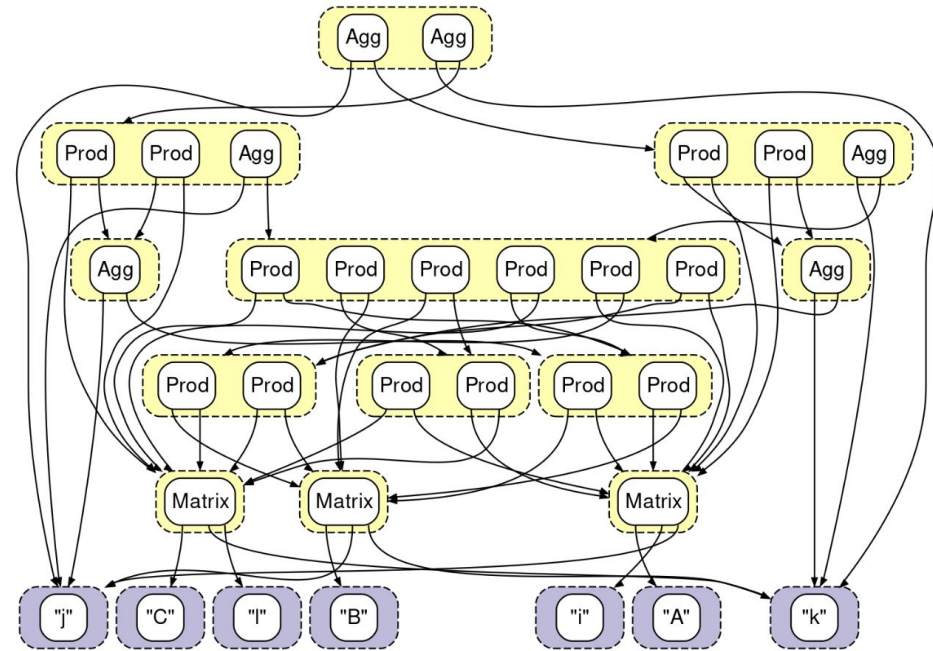 Agg Agg
Prod Prod Agg Prod Prod Agg
Agg Prod Prod Prod Prod Prod Prod Agg
Prod Prod Prod Prod Prod Prod
Matrix Matrix Matrix
"j" "C" "l" "B" "i" "A" "k"